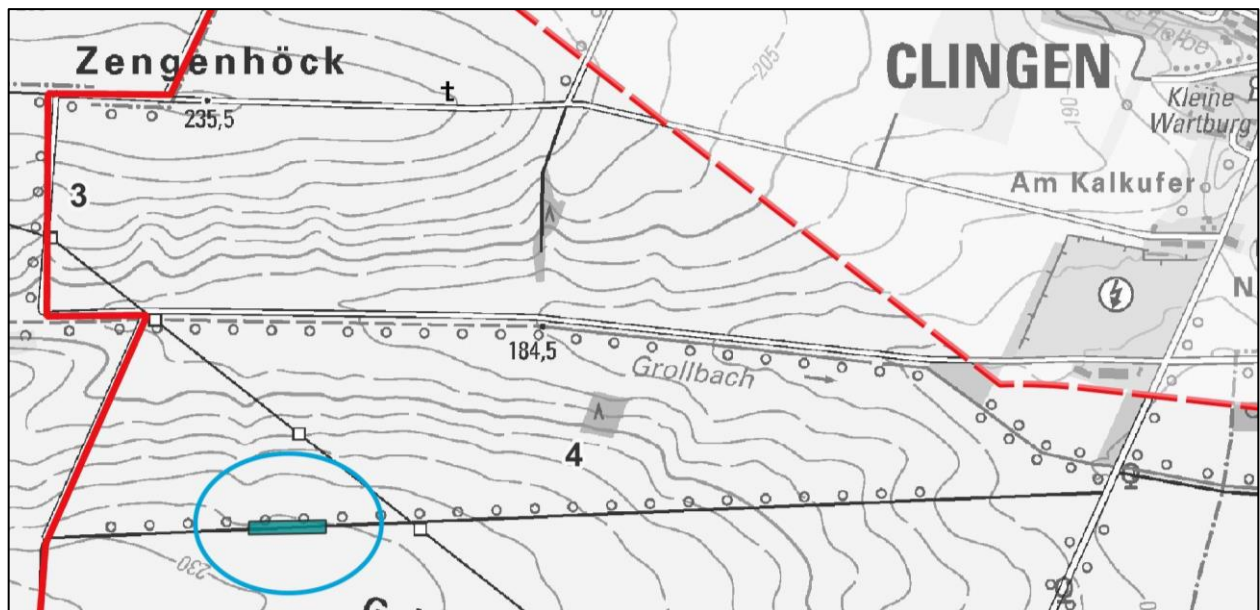 Zengenhöck
CLINGEN
205
190
Kleine
Wartburg
235,5
Am Kalkufer
3
N
184,5
Grollbach
4
230